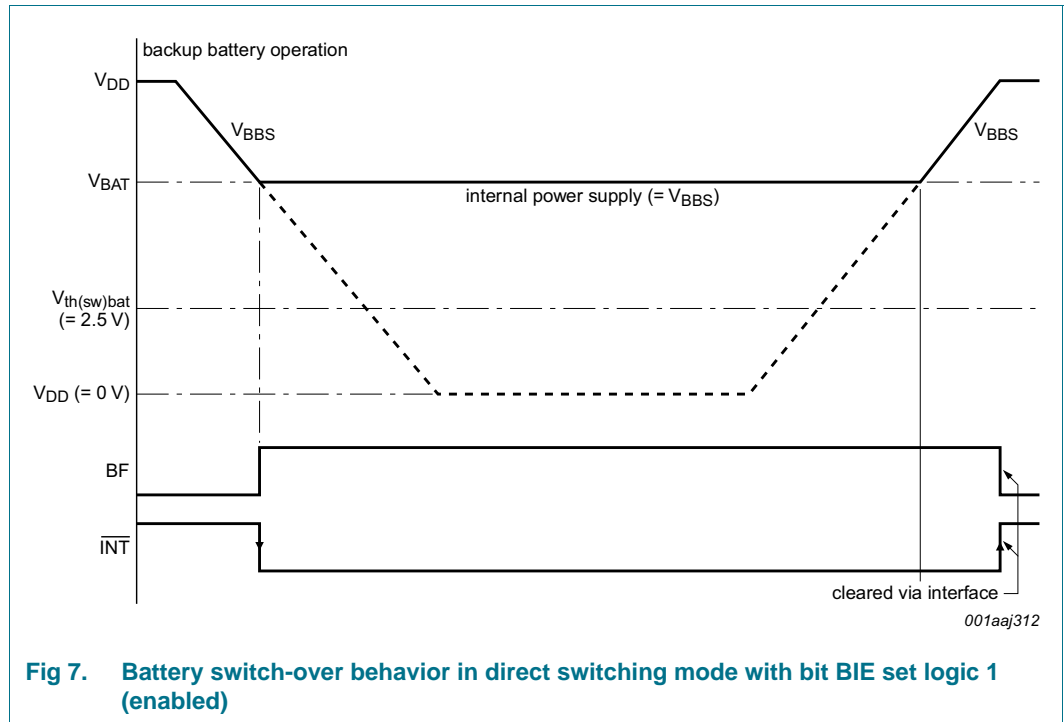 backup battery operation
VDD
VBBS
VBBS
VBAT
internal power supply (= VBBS)
Vth(sw)bat
(= 2.5 V)
VDD (= 0 V)
BF
INT
cleared via interface
001aaj312
Fig 7. Battery switch-over behavior in direct switching mode with bit BIE set logic 1
(enabled)